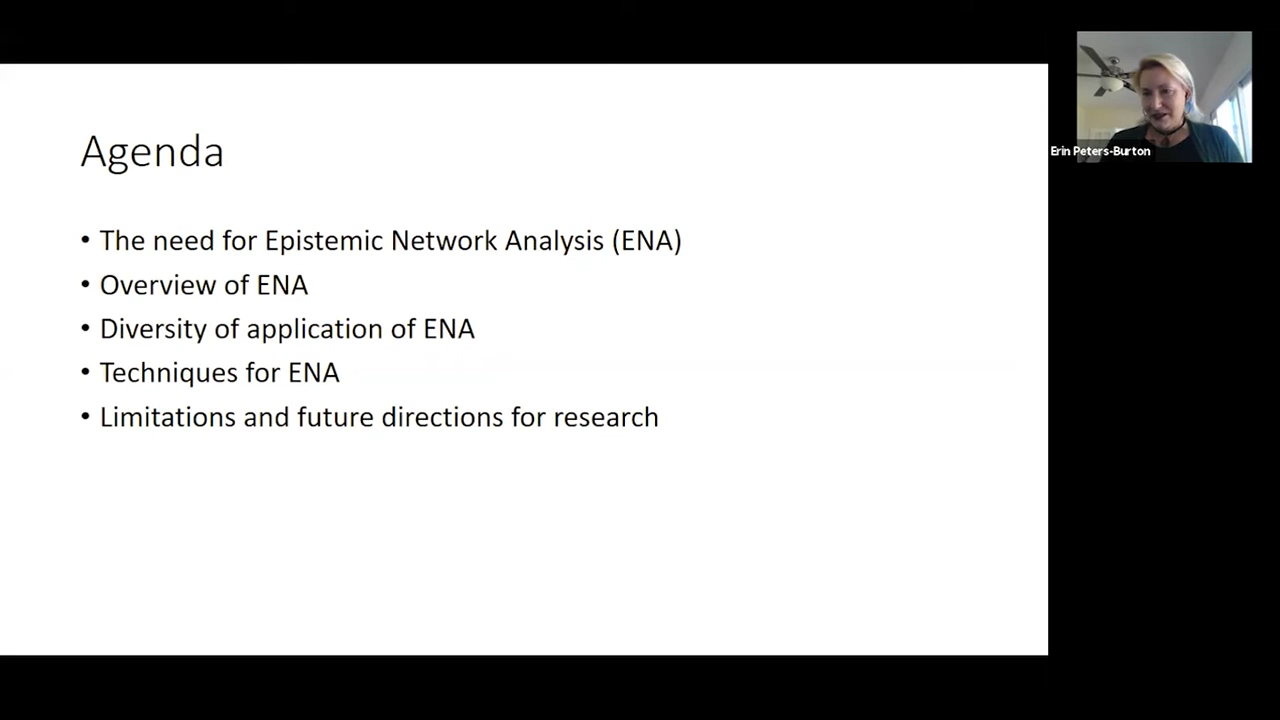 Agenda
• The need for Epistemic Network Analysis (ENA)
• Overview of ENA
• Diversity of application of ENA
• Techniques for ENA
• Limitations and future directions for research
Erin Peters-Burton